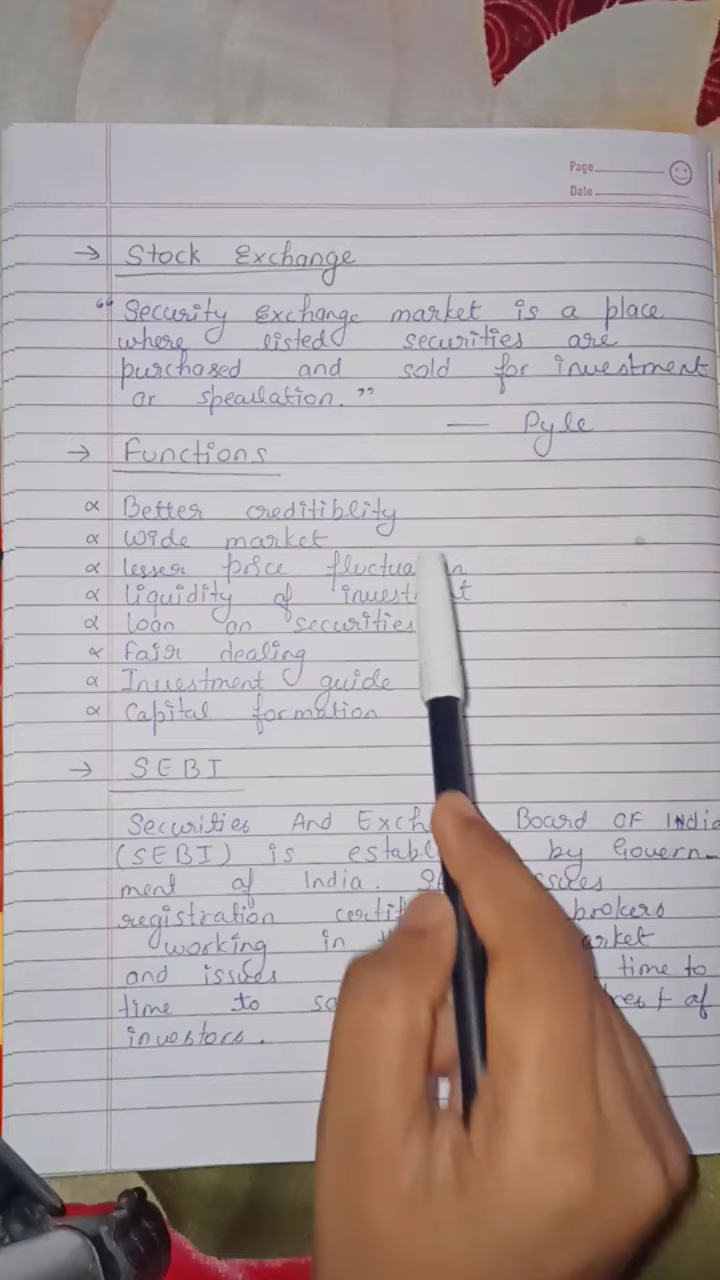 Page
Date
→ Stock Exchange
“ Security Exchange market is a place
where listed securities are
purchased and sold for investment
or speculation. ”
— Pyle
→ Functions
∝ Better creditiblity
∝ wide market
∝ lesser price
∝ liquidity of
∝ loan on securities
∝ Fair dealing
∝ Investment guide
∝ Capital formation
→ SEBI
Securities And Board OF India
(SEBI) is by Govern-
ment of India. issues
registration brokers
working in
and issues time to
time to of
investors.